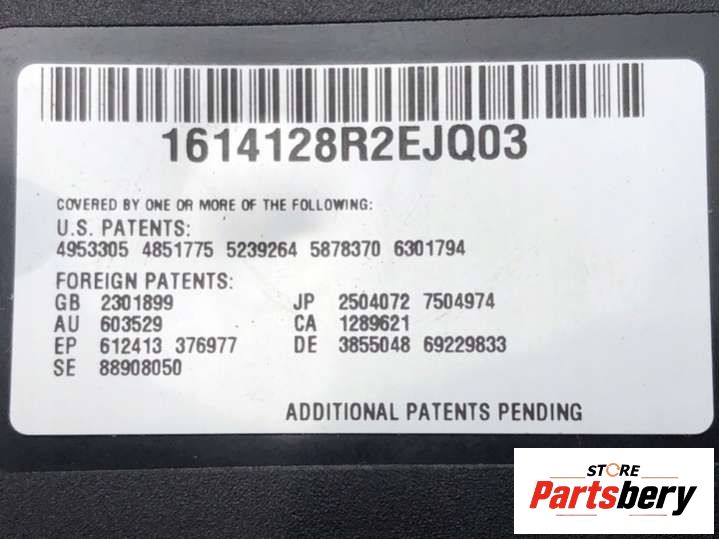 1614128R2EJQ03
COVERED BY ONE OR MORE OF THE FOLLOWING:
U.S. PATENTS:
4953305 4851775 5239264 5878370 6301794
FOREIGN PATENTS:
GB 2301899 JP 2504072 7504974
AU 603529 CA 1289621
EP 612413 376977 DE 3855048 69229833
SE 88908050
ADDITIONAL PATENTS PENDING
STORE
Partsbery